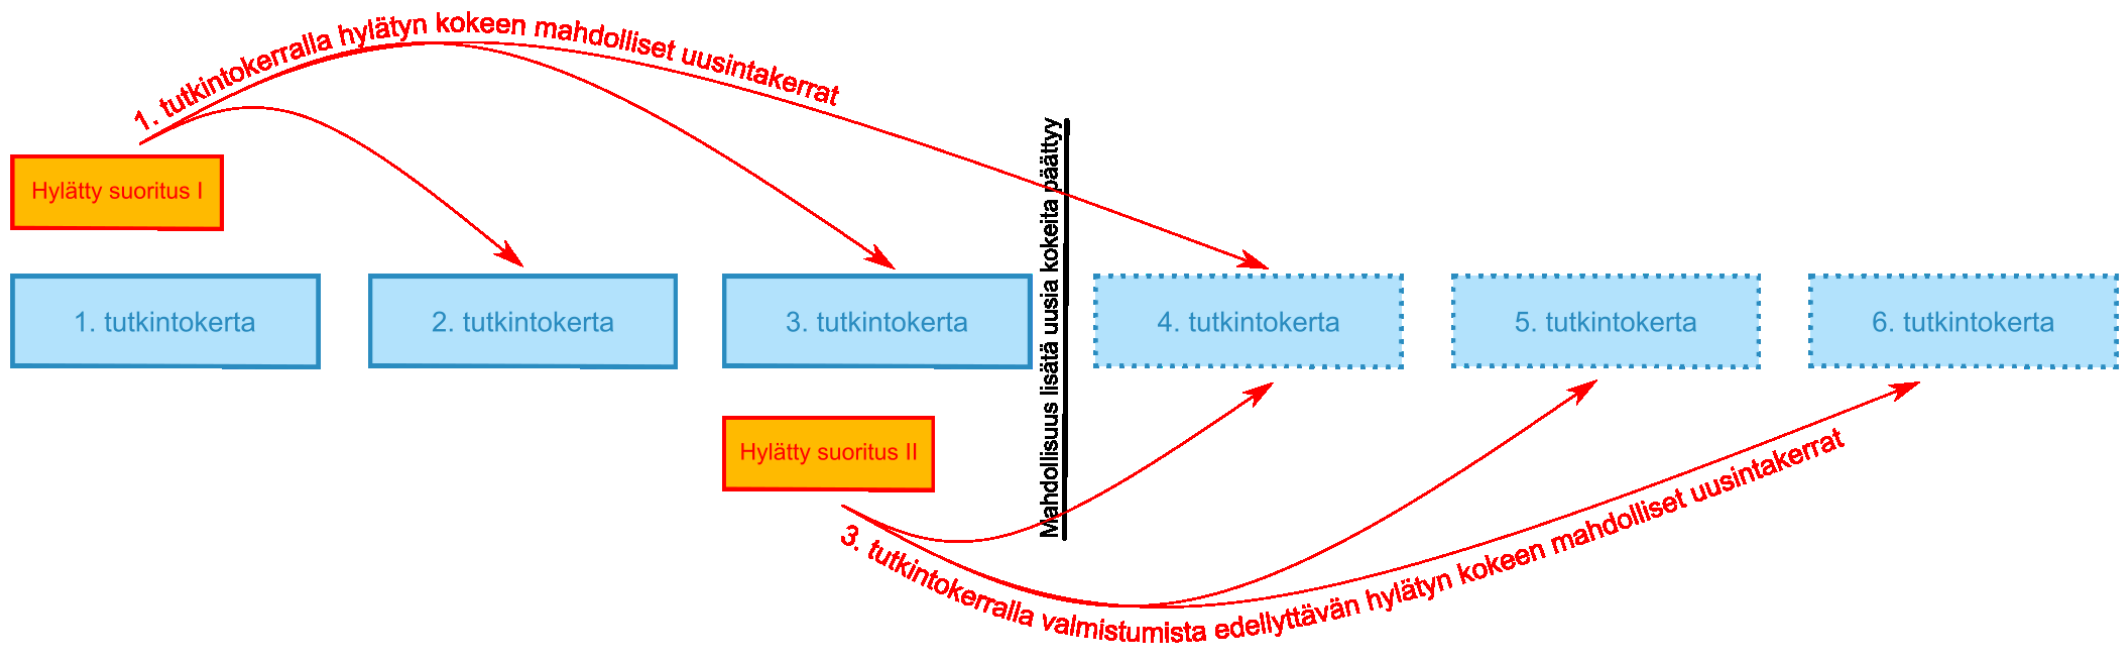 1. tutkintokerralla hylätyn kokeen mahdolliset uusintakerrat
Hylätty suoritus I
1. tutkintokerta
2. tutkintokerta
3. tutkintokerta
Mahdollisuus lisätä uusia kokeita päättyy
4. tutkintokerta
5. tutkintokerta
6. tutkintokerta
Hylätty suoritus II
3. tutkintokerralla valmistumista edellyttävän hylätyn kokeen mahdolliset uusintakerrat